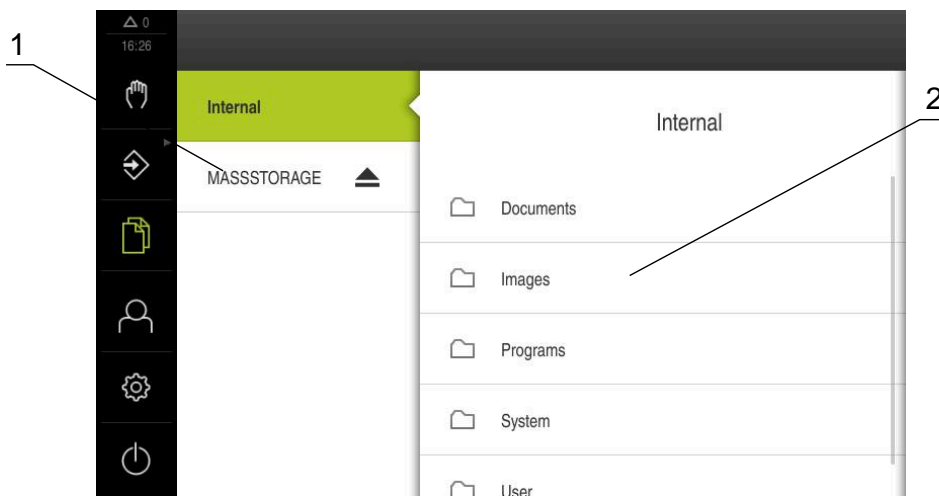 1
0
16:26
Internal
MASSSTORAGE
Internal
Documents
Images
Programs
System
User
2